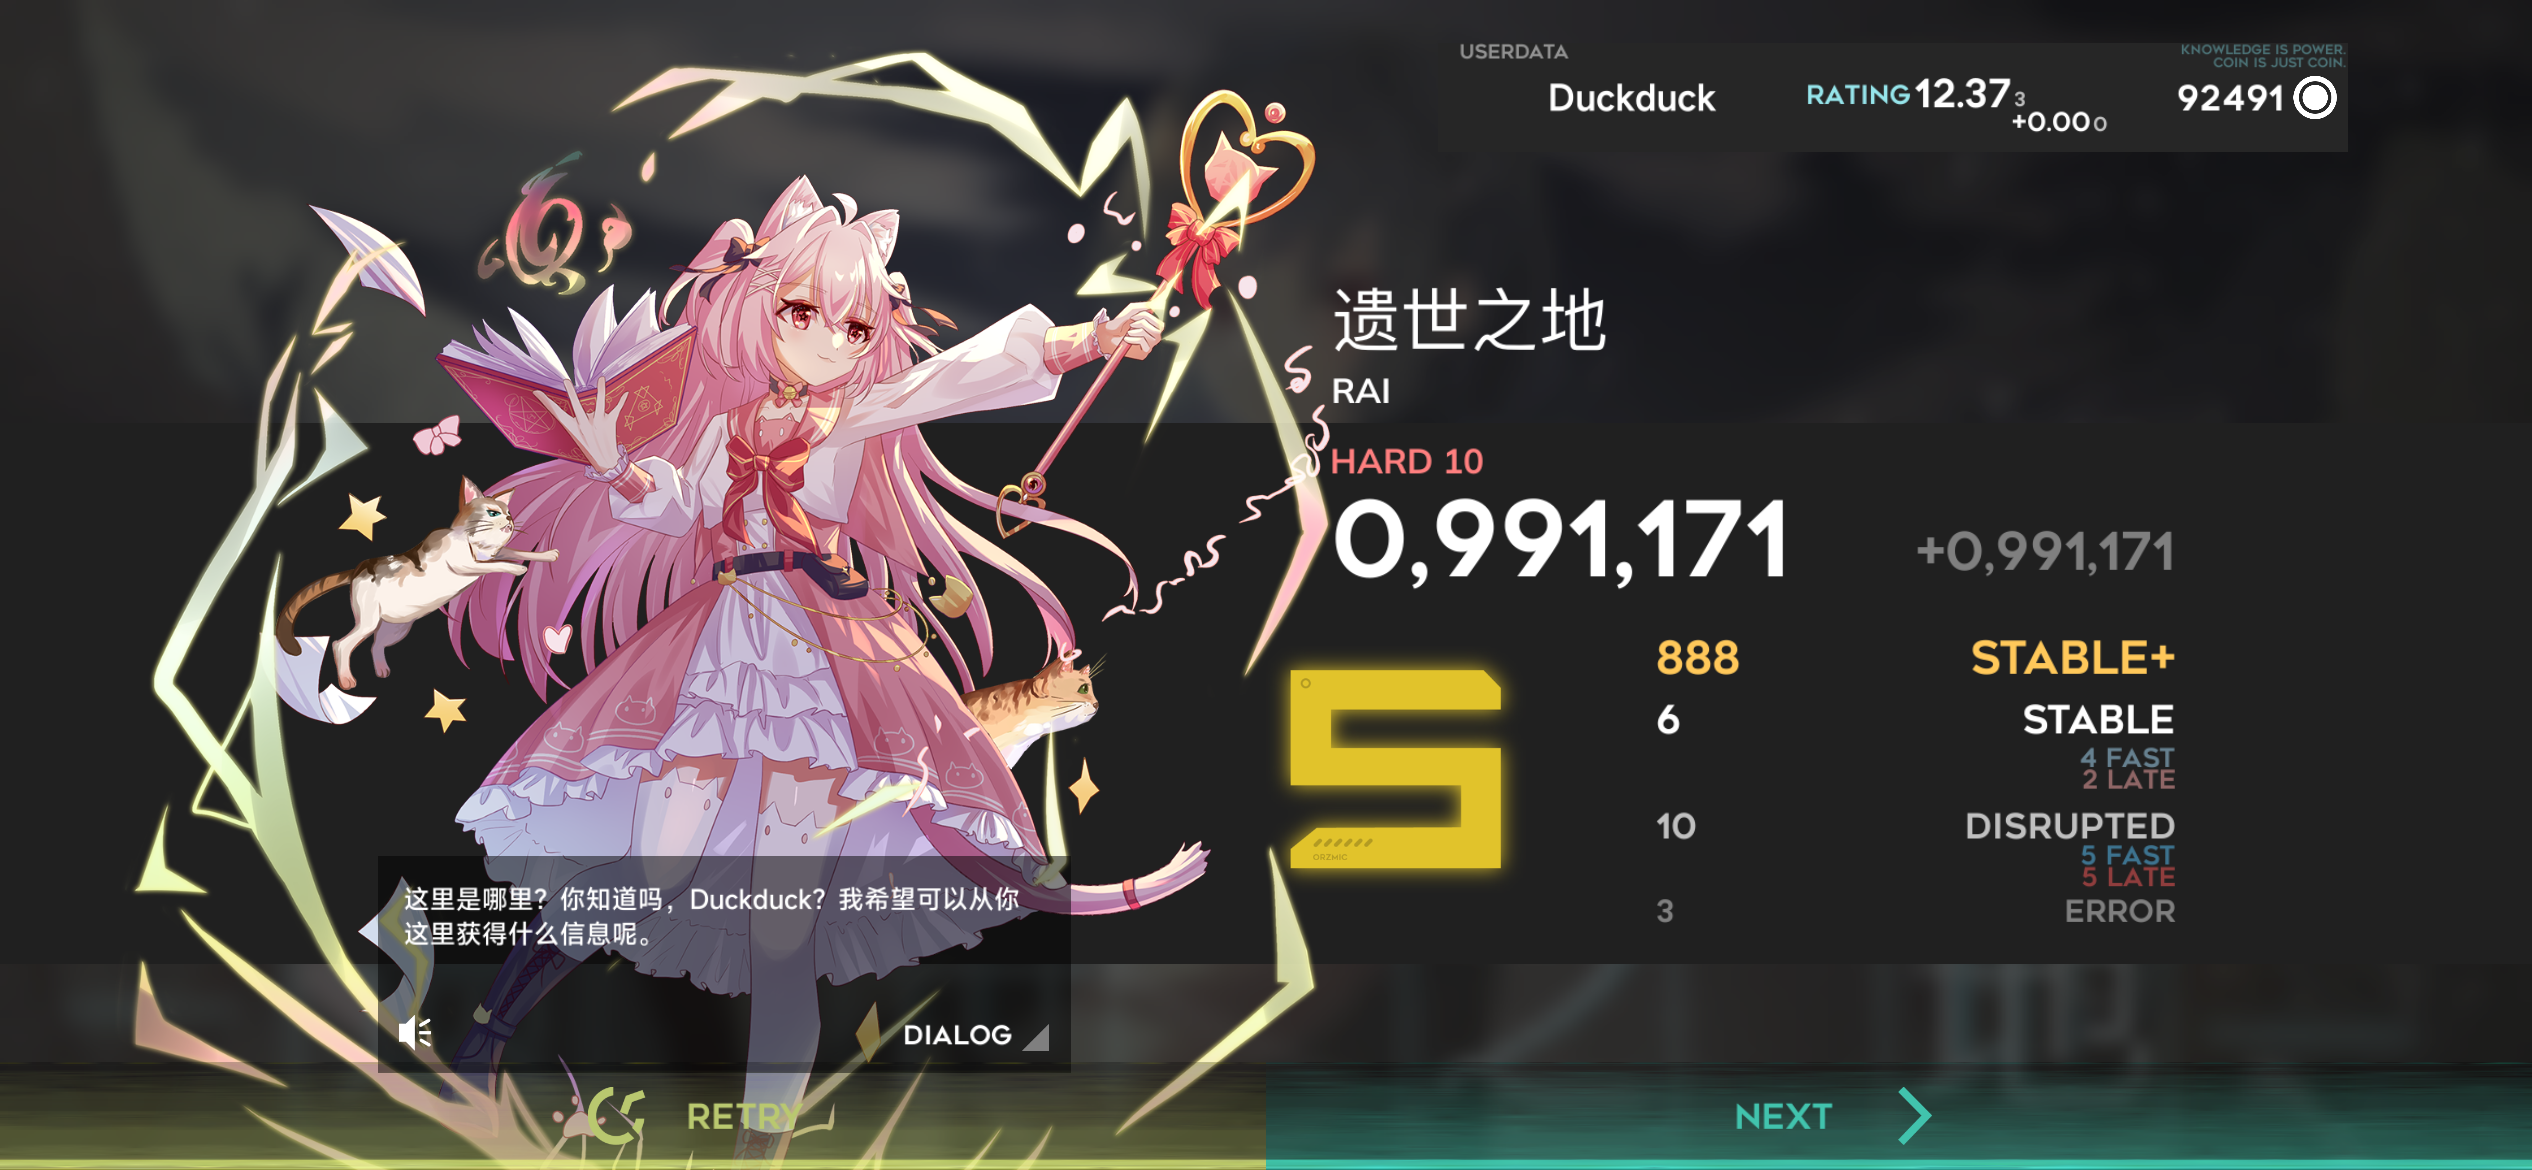 USERDATA
Duckduck
RATING 12.373
+0.000
KNOWLEDGE IS POWER.
COIN IS JUST COIN.
92491
遗世之地
RAI
HARD 10
0,991,171
+0,991,171
S
ORZMIC
888 STABLE+
6 STABLE
4 FAST
2 LATE
10 DISRUPTED
5 FAST
5 LATE
3 ERROR
这里是哪里？你知道吗，Duckduck？我希望可以从你
这里获得什么信息呢。
DIALOG
RETRY
NEXT